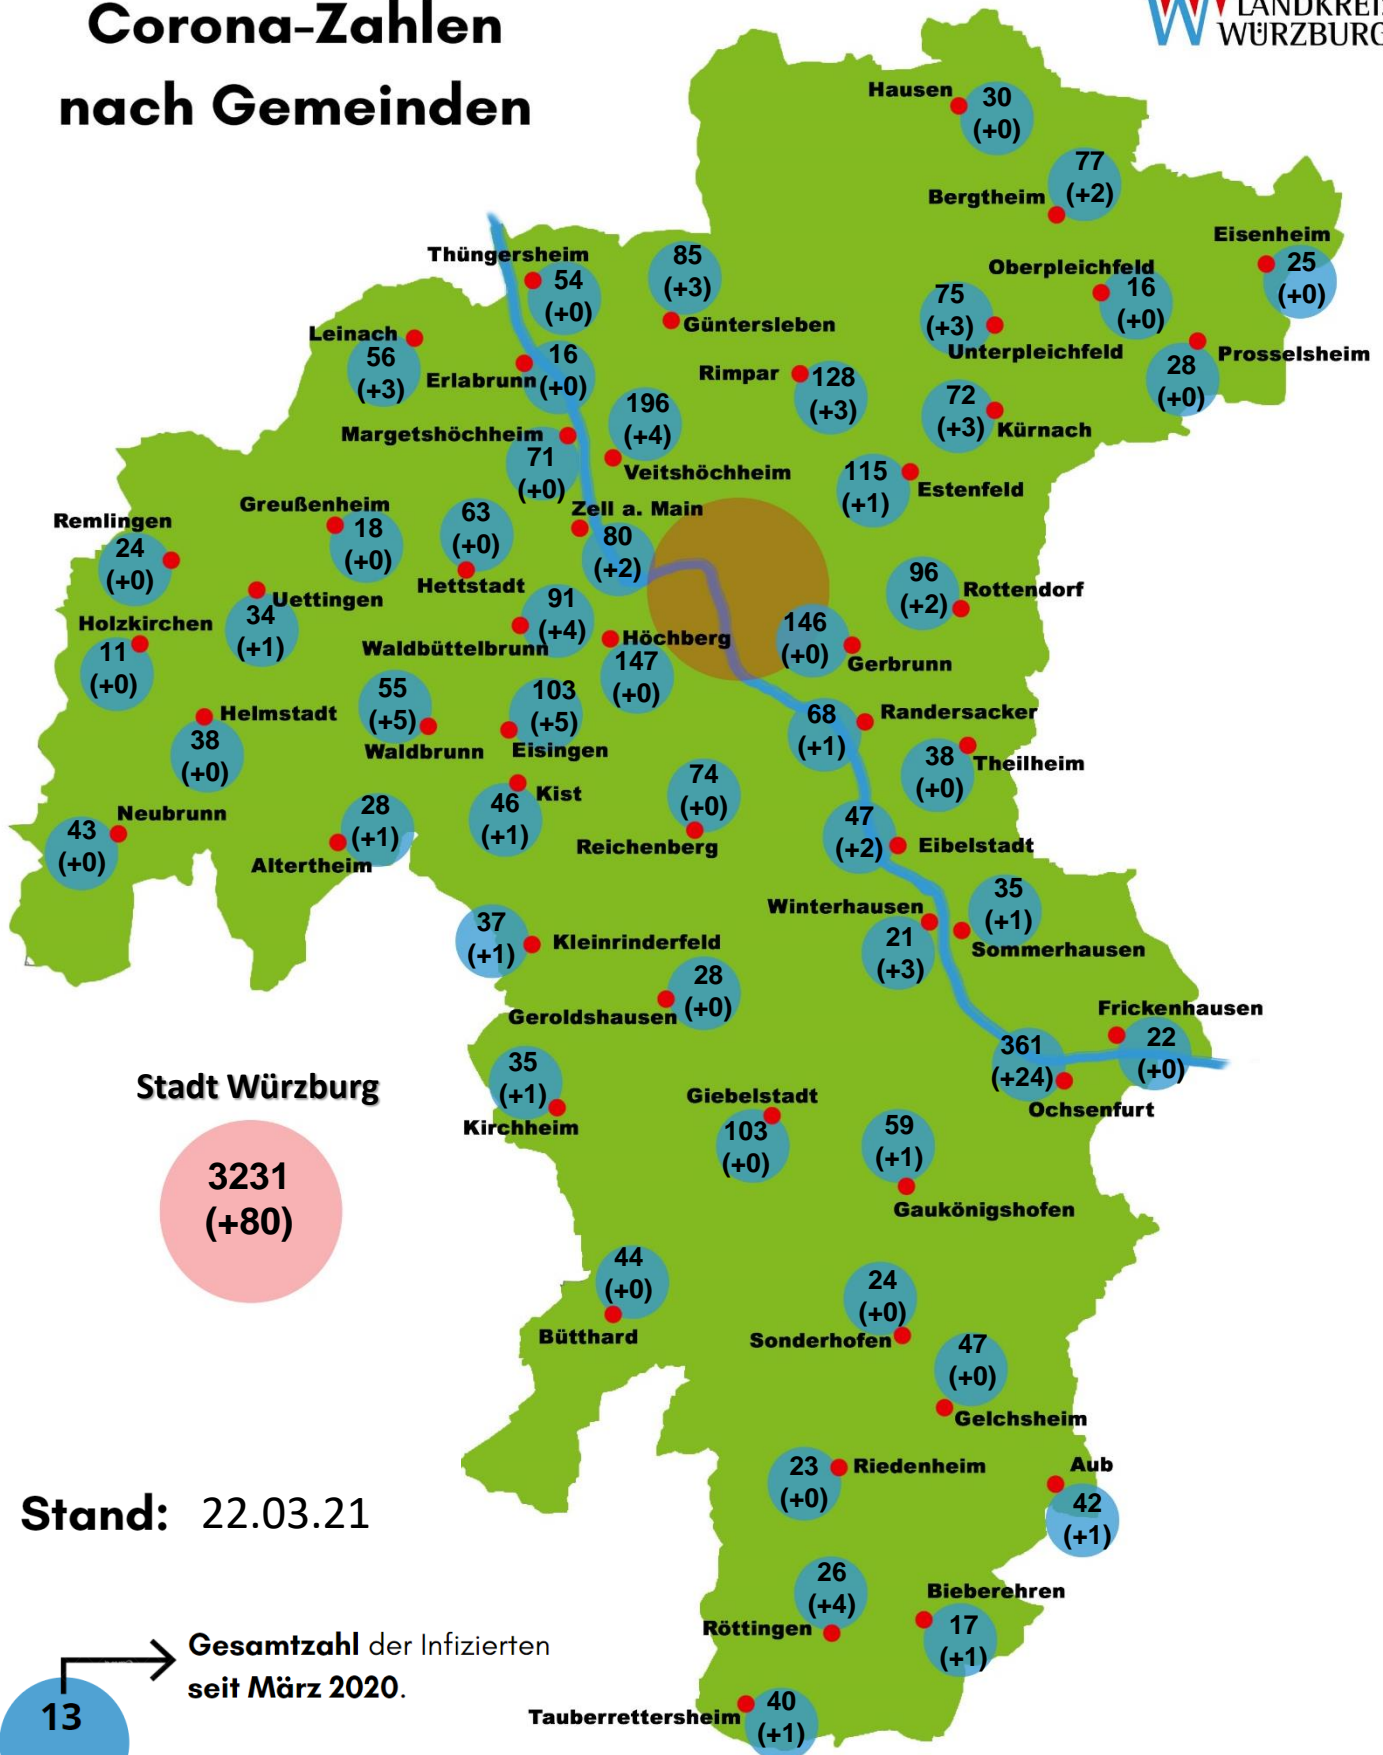 Corona-Zahlen
nach Gemeinden
LANDKREIS
WÜRZBURG
Hausen
30
(+0)
77
(+2)
Bergtheim
Eisenheim
25
(+0)
Thüngersheim
54
(+0)
85
(+3)
Güntersleben
Oberpleichfeld
16
(+0)
75
(+3)
Unterpleichfeld
Prosselsheim
28
(+0)
Leinach
56
(+3)
Erlabrunn
16
(+0)
Rimpar
128
(+3)
72
(+3)
Kürnach
196
(+4)
Veitshöchheim
Margetshöchheim
71
(+0)
115
(+1)
Estenfeld
Remlingen
24
(+0)
Greußenheim
18
(+0)
63
(+0)
Hettstadt
Zell a. Main
80
(+2)
96
(+2)
Rottendorf
Uettingen
34
(+1)
Holzkirchen
11
(+0)
91
(+4)
Waldbüttelbrunn
Höchberg
147
(+0)
146
(+0)
Gerbrunn
Helmstadt
38
(+0)
55
(+5)
Waldbrunn
103
(+5)
Eisingen
68
(+1)
Randersacker
38
(+0)
Theilheim
Neubrunn
43
(+0)
28
(+1)
Altertheim
Kist
46
(+1)
74
(+0)
Reichenberg
47
(+2)
Eibelstadt
Winterhausen
21
(+3)
35
(+1)
Sommerhausen
37
(+1)
Kleinrinderfeld
28
(+0)
Geroldshausen
Frickenhausen
22
(+0)
361
(+24)
Ochsenfurt
35
(+1)
Kirchheim
Giebelstadt
103
(+0)
59
(+1)
Gaukönigshofen
Stadt Würzburg
3231
(+80)
44
(+0)
Bütthard
24
(+0)
Sonderhofen
47
(+0)
Gelchsheim
23
(+0)
Riedenheim
Aub
42
(+1)
Stand: 22.03.21
26
(+4)
Röttingen
Bieberehren
17
(+1)
Tauberrettersheim
40
(+1)
Gesamtzahl der Infizierten
seit März 2020.
13